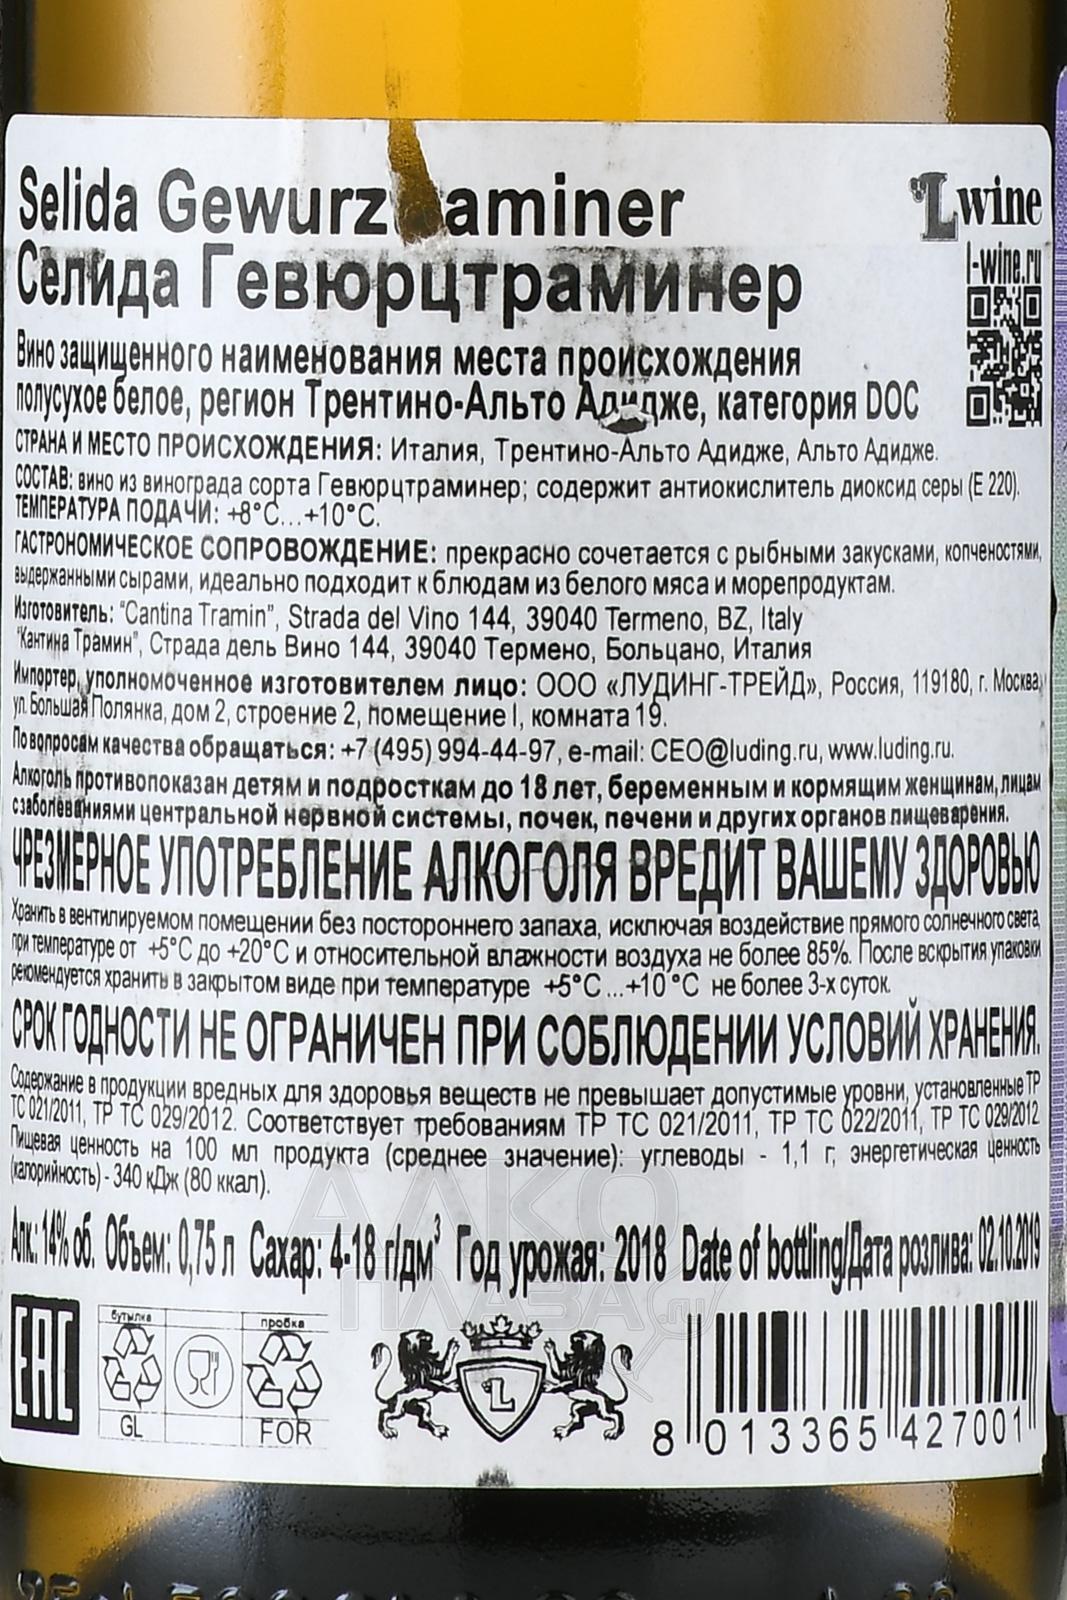 Selida Gewurz aminer
Lwine
l-wine.ru
Селида Гевюрцтраминер
Вино защищенного наименования места происхождения
полусухое белое, регион Трентино-Альто Адидже, категория DOC
СТРАНА И МЕСТО ПРОИСХОЖДЕНИЯ: Италия, Трентино-Альто Адидже, Альто Адидже.
СОСТАВ: вино из винограда сорта Гевюрцтраминер; содержит антиокислитель диоксид серы (Е 220).
ТЕМПЕРАТУРА ПОДАЧИ: +8°С...+10°С.
ГАСТРОНОМИЧЕСКОЕ СОПРОВОЖДЕНИЕ: прекрасно сочетается с рыбными закусками, копченостями,
выдержанными сырами, идеально подходит к блюдам из белого мяса и морепродуктам.
Изготовитель: "Cantina Tramin", Strada del Vino 144, 39040 Termeno, BZ, Italy
"Кантина Трамин", Страда дель Вино 144, 39040 Термено, Больцано, Италия
Импортер, уполномоченное изготовителем лицо: ООО «ЛУДИНГ-ТРЕЙД», Россия, 119180, г. Москва,
ул. Большая Полянка, дом 2, строение 2, помещение I, комната 19.
По вопросам качества обращаться: +7 (495) 994-44-97, e-mail: CEO@luding.ru, www.luding.ru.
Алкоголь противопоказан детям и подросткам до 18 лет, беременным и кормящим женщинам, лицам
с заболеваниями центральной нервной системы, почек, печени и других органов пищеварения.
ЧРЕЗМЕРНОЕ УПОТРЕБЛЕНИЕ АЛКОГОЛЯ ВРЕДИТ ВАШЕМУ ЗДОРОВЬЮ
Хранить в вентилируемом помещении без постороннего запаха, исключая воздействие прямого солнечного света,
при температуре от +5°С до +20°С и относительной влажности воздуха не более 85%. После вскрытия упаковки
рекомендуется хранить в закрытом виде при температуре +5°С...+10°С не более 3-х суток.
СРОК ГОДНОСТИ НЕ ОГРАНИЧЕН ПРИ СОБЛЮДЕНИИ УСЛОВИЙ ХРАНЕНИЯ.
Содержание в продукции вредных для здоровья веществ не превышает допустимые уровни, установленные ТР
ТС 021/2011, ТР ТС 029/2012. Соответствует требованиям ТР ТС 021/2011, ТР ТС 022/2011, ТР ТС 029/2012
Пищевая ценность на 100 мл продукта (среднее значение): углеводы - 1,1 г, энергетическая ценность
(калорийность) - 340 кДж (80 ккал).
АЛКО
ПЛАЗА.ru
Алк.: 14% об. Объем: 0,75 л Сахар: 4-18 г/дм³ Год урожая: 2018 Date of bottling/Дата розлива: 02.10.2019
EAC
бутылка
пробка
GL
FOR
L
8 013365 427001